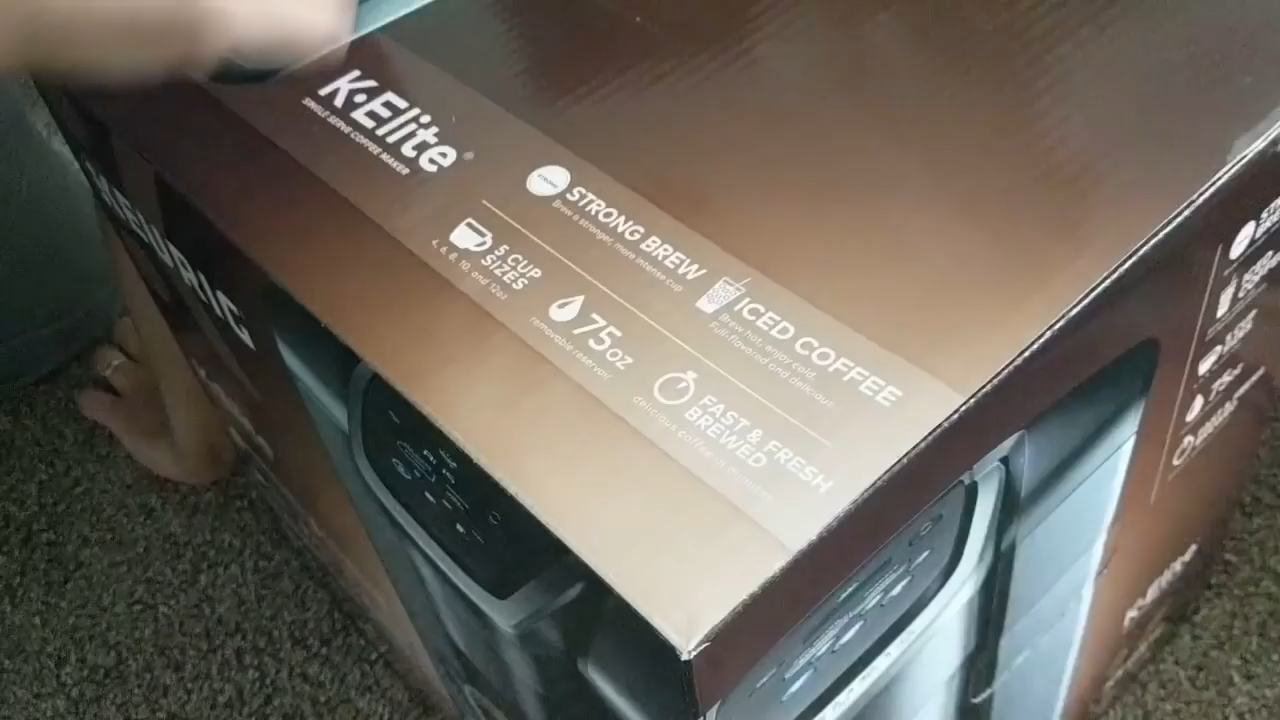 K•Elite®
SINGLE SERVE COFFEE MAKER
STRONG
STRONG BREW
Brew a stronger, more intense cup
ICED COFFEE
Brew hot, enjoy cold.
Full-flavored and delicious
5 CUP
SIZES
4, 6, 8, 10, and 12oz
75oz
removable reservoir
FAST & FRESH
BREWED
delicious coffee in minutes
KEURIG